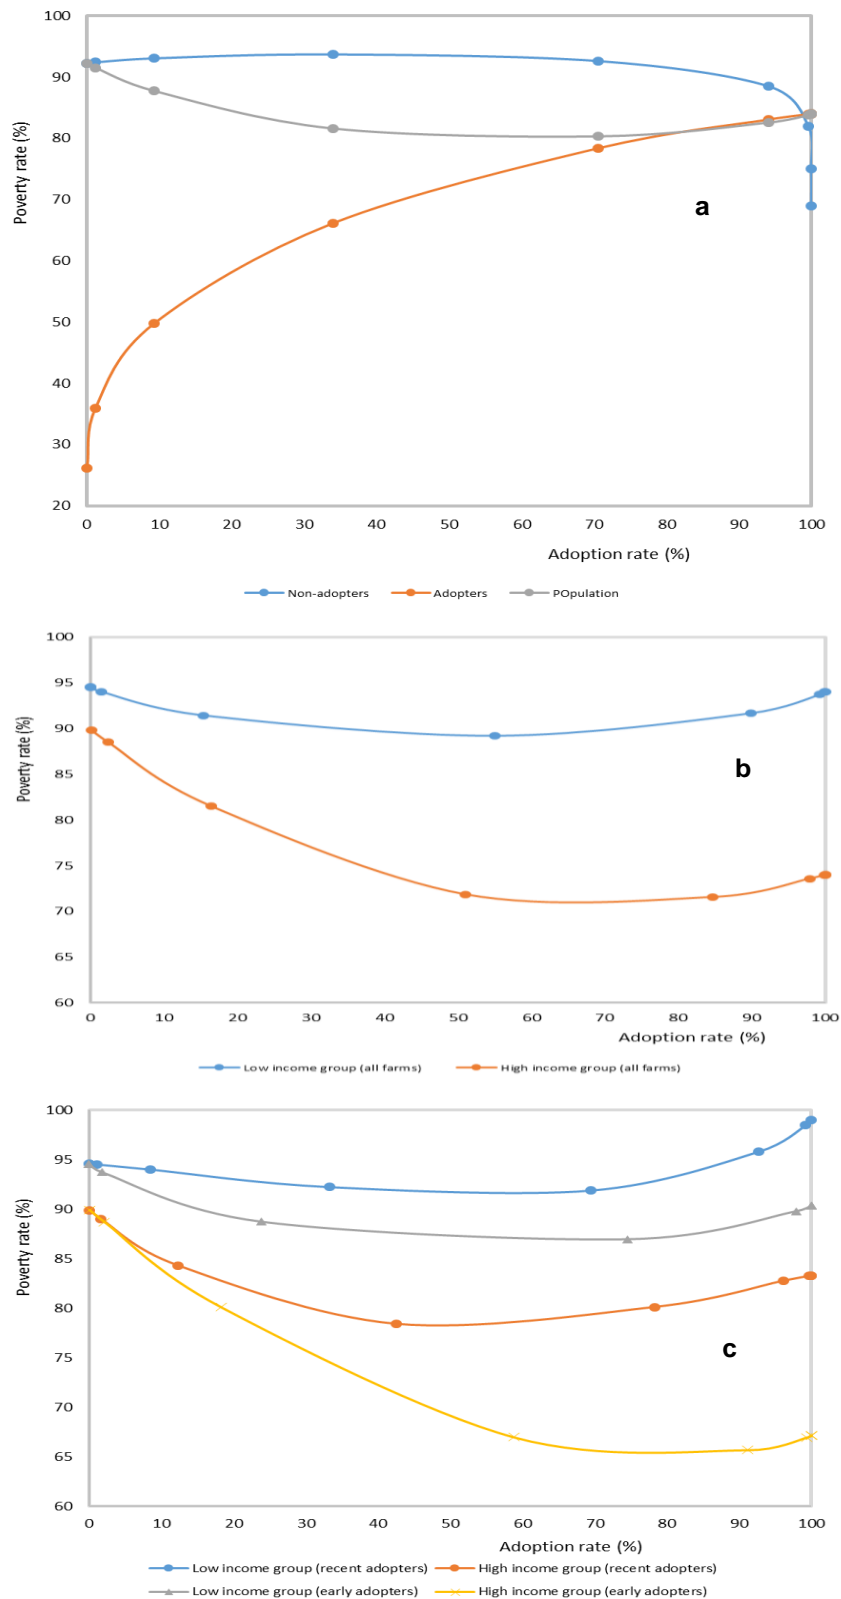 100
90
80
70
60
50
40
30
20
Poverty rate (%)
a
0 10 20 30 40 50 60 70 80 90 100
Adoption rate (%)
Non-adopters Adopters POpulation
100
95
90
85
80
75
70
65
60
Poverty rate (%)
b
0 10 20 30 40 50 60 70 80 90 100
Adoption rate (%)
Low income group (all farms) High income group (all farms)
100
95
90
85
80
75
70
65
60
Poverty rate (%)
c
0 10 20 30 40 50 60 70 80 90 100
Adoption rate (%)
Low income group (recent adopters) High income group (recent adopters)
Low income group (early adopters) High income group (early adopters)